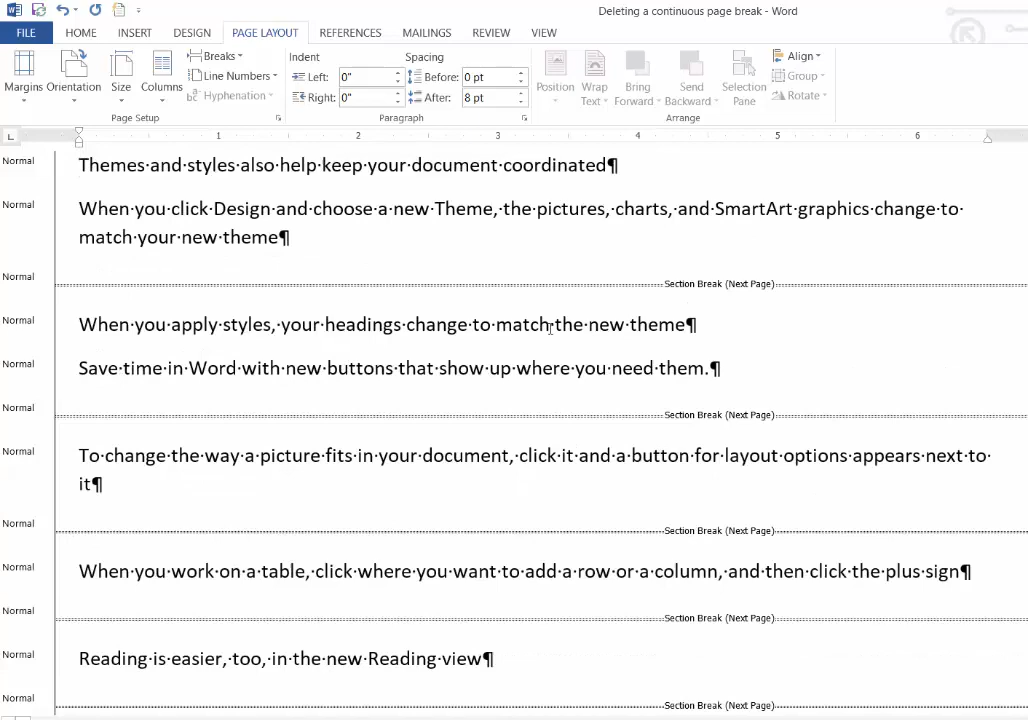 Deleting a continuous page break - Word
FILE HOME INSERT DESIGN PAGE LAYOUT REFERENCES MAILINGS REVIEW VIEW
Margins Orientation Size Columns Breaks Line Numbers Hyphenation
Page Setup
Indent Spacing
Left: 0" Before: 0 pt
Right: 0" After: 8 pt
Paragraph
Position Wrap Text Bring Forward Send Backward Selection Pane Align Group Rotate
Arrange
1 2 3 4 5 6
Normal Themes·and·styles·also·help·keep·your·document·coordinated¶
Normal When·you·click·Design·and·choose·a·new·Theme,·the·pictures,·charts,·and·SmartArt·graphics·change·to·
match·your·new·theme¶
Normal Section Break (Next Page)
Normal When·you·apply·styles,·your·headings·change·to·match·the·new·theme¶
Normal Save·time·in·Word·with·new·buttons·that·show·up·where·you·need·them.¶
Normal Section Break (Next Page)
Normal To·change·the·way·a·picture·fits·in·your·document,·click·it·and·a·button·for·layout·options·appears·next·to·
it¶
Normal Section Break (Next Page)
Normal When·you·work·on·a·table,·click·where·you·want·to·add·a·row·or·a·column,·and·then·click·the·plus·sign¶
Normal Section Break (Next Page)
Normal Reading·is·easier,·too,·in·the·new·Reading·view¶
Normal Section Break (Next Page)